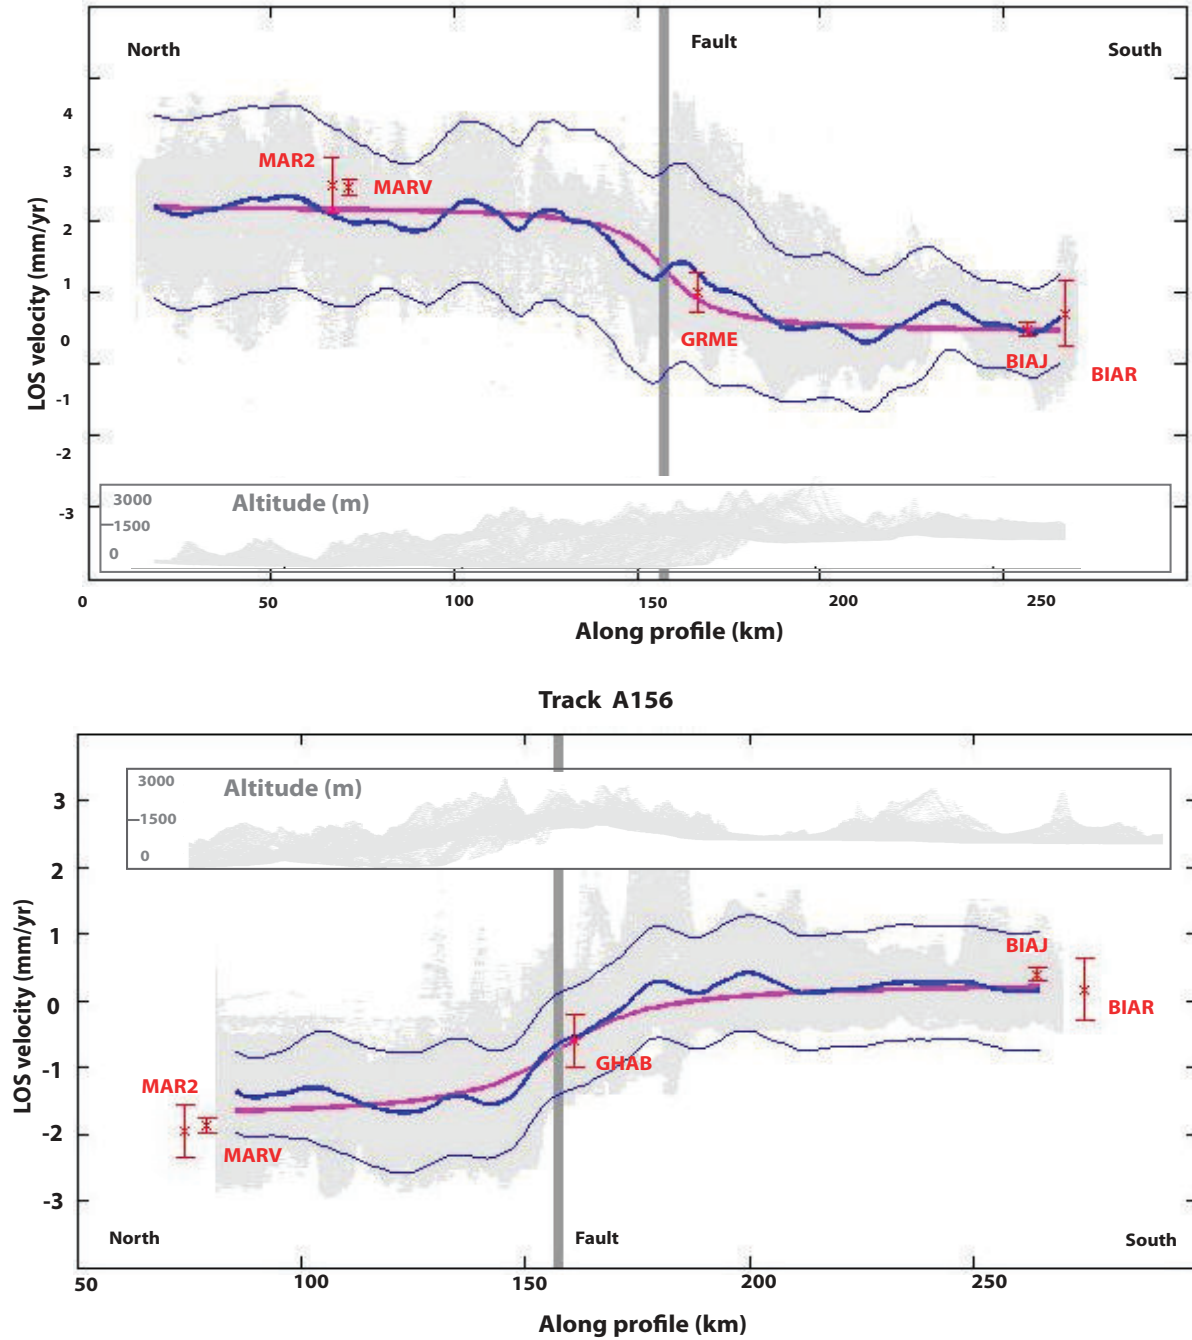 North
Fault
South
4
3
2
1
0
-1
-2
-3
LOS velocity (mm/yr)
MAR2
MARV
GRME
BIAJ
BIAR
Altitude (m)
3000
1500
0
0 50 100 150 200 250
Along profile (km)
Track A156
3
2
1
0
-1
-2
-3
LOS velocity (mm/yr)
Altitude (m)
3000
1500
0
BIAJ
BIAR
GHAB
MAR2
MARV
North
Fault
South
50 100 150 200 250
Along profile (km)